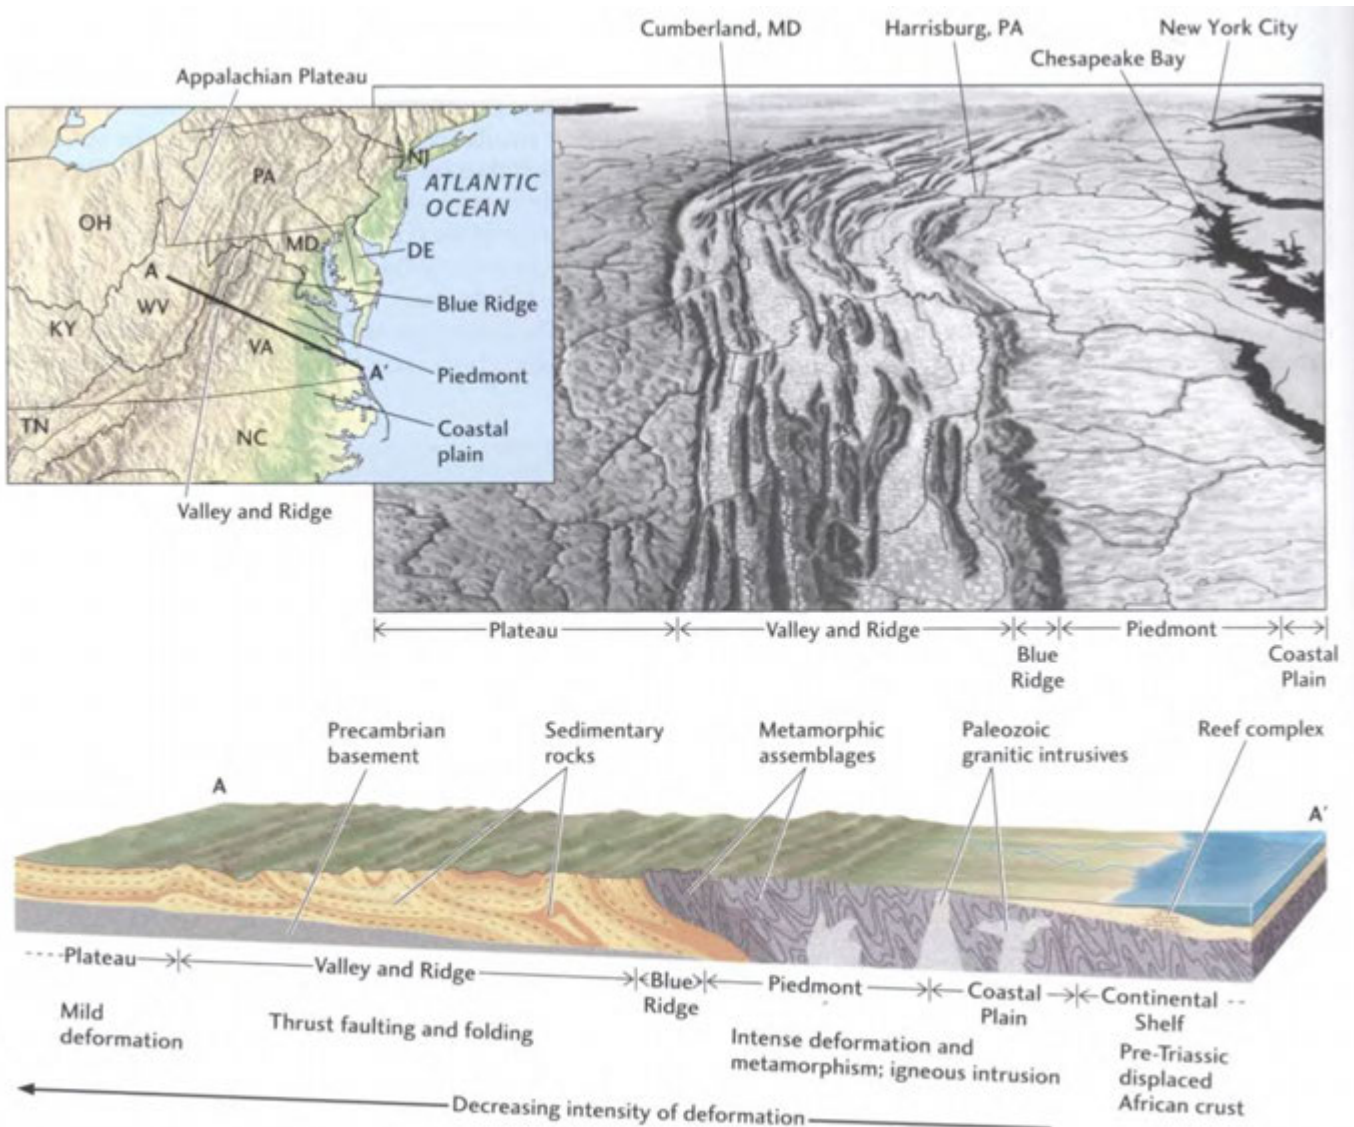 Cumberland, MD
Harrisburg, PA
New York City
Chesapeake Bay
Appalachian Plateau
NJ
PA
ATLANTIC
OCEAN
OH
MD
DE
A
WV
Blue Ridge
KY
VA
A'
Piedmont
TN
NC
Coastal
plain
Valley and Ridge
Plateau
Valley and Ridge
Blue
Ridge
Piedmont
Coastal
Plain
Precambrian
basement
Sedimentary
rocks
Metamorphic
assemblages
Paleozoic
granitic intrusives
Reef complex
A
A'
Plateau
Valley and Ridge
Blue
Ridge
Piedmont
Coastal
Plain
Continental
Shelf
Mild
deformation
Thrust faulting and folding
Intense deformation and
metamorphism; igneous intrusion
Pre-Triassic
displaced
African crust
Decreasing intensity of deformation